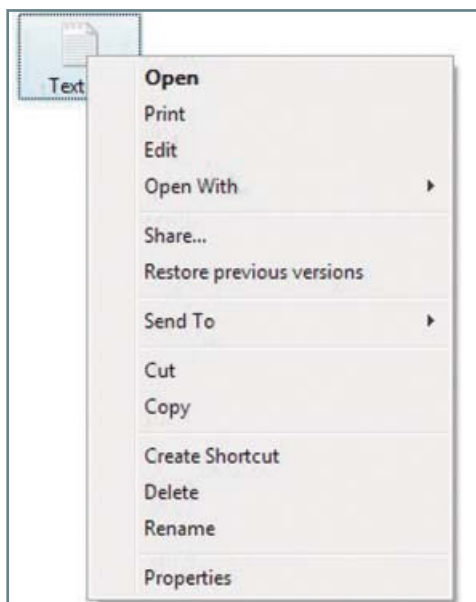 Text
Open
Print
Edit
Open With
Share...
Restore previous versions
Send To
Cut
Copy
Create Shortcut
Delete
Rename
Properties